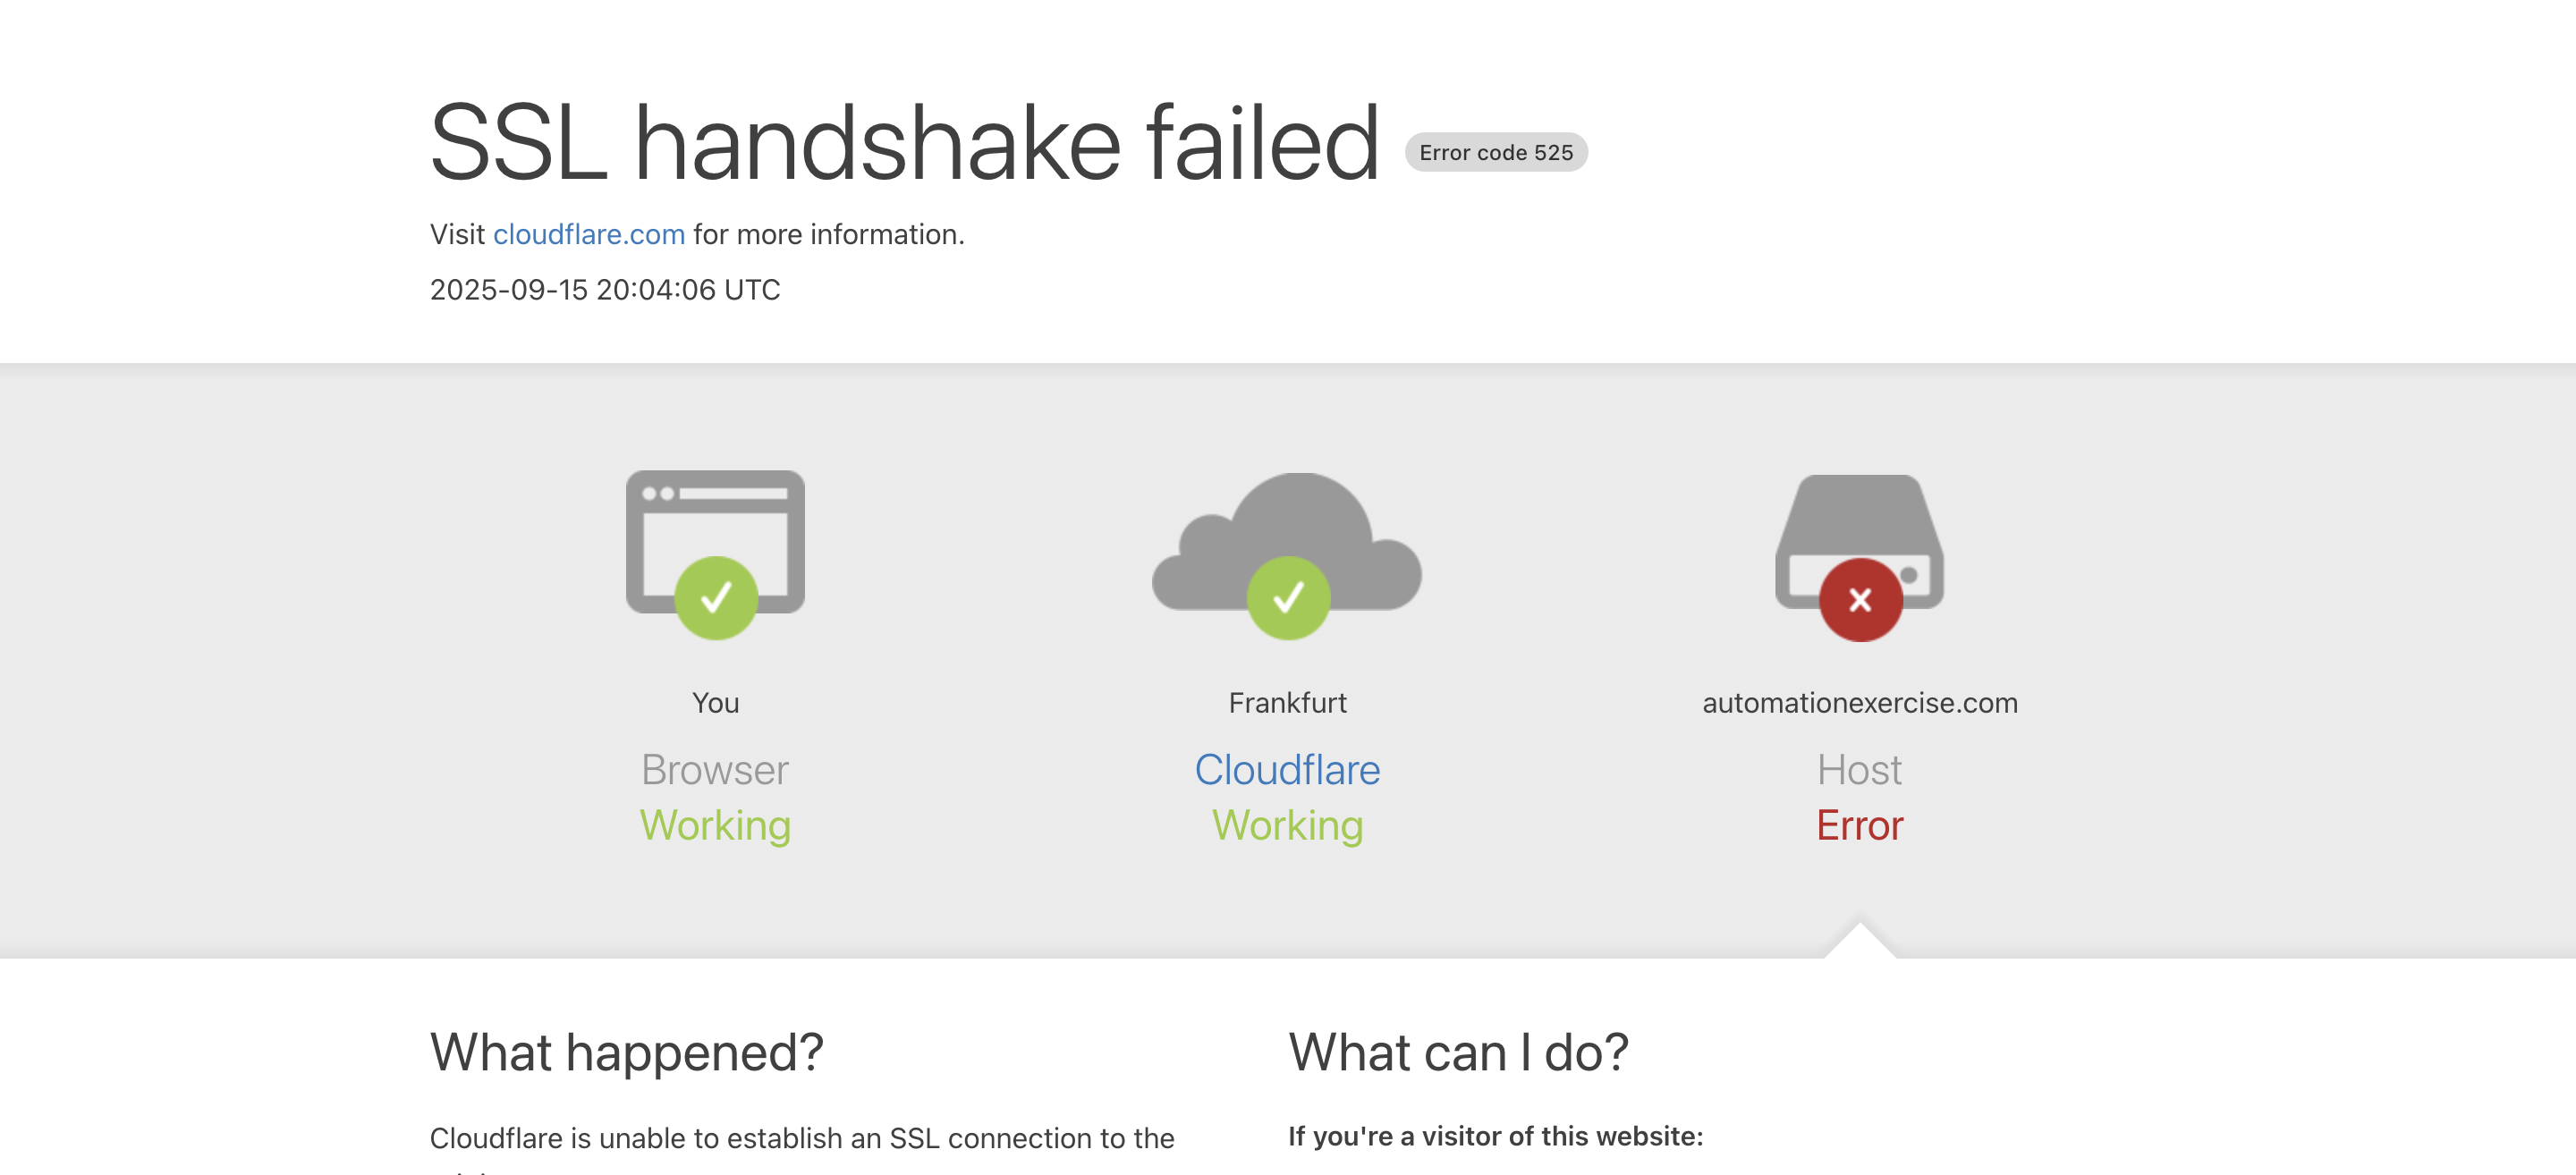 SSL handshake failed Error code 525
Visit cloudflare.com for more information.
2025-09-15 20:04:06 UTC
You
Browser
Working
Frankfurt
Cloudflare
Working
automationexercise.com
Host
Error
What happened?
Cloudflare is unable to establish an SSL connection to the
What can I do?
If you're a visitor of this website: